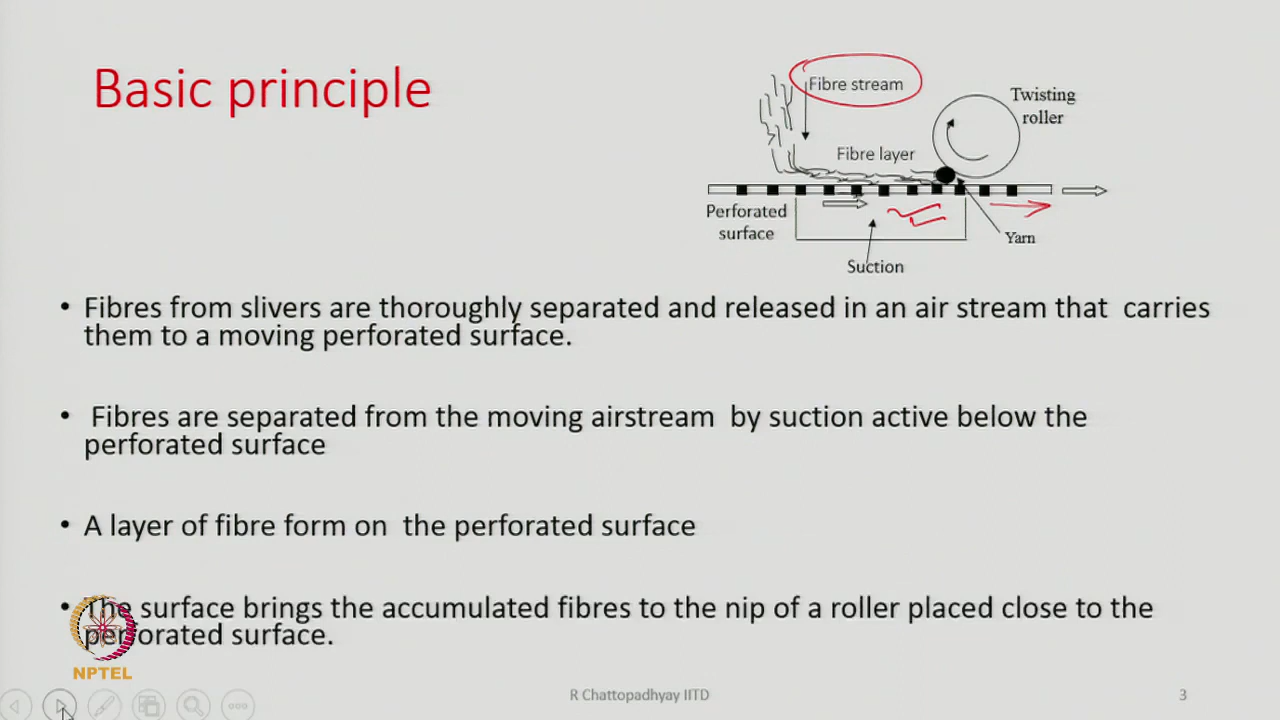 Basic principle
Fibre stream
Twisting
roller
Fibre layer
Perforated
surface
Yarn
Suction
• Fibres from slivers are thoroughly separated and released in an air stream that carries
them to a moving perforated surface.
• Fibres are separated from the moving airstream by suction active below the
perforated surface
• A layer of fibre form on the perforated surface
• The surface brings the accumulated fibres to the nip of a roller placed close to the
perforated surface.
NPTEL
R Chattopadhyay IITD
3